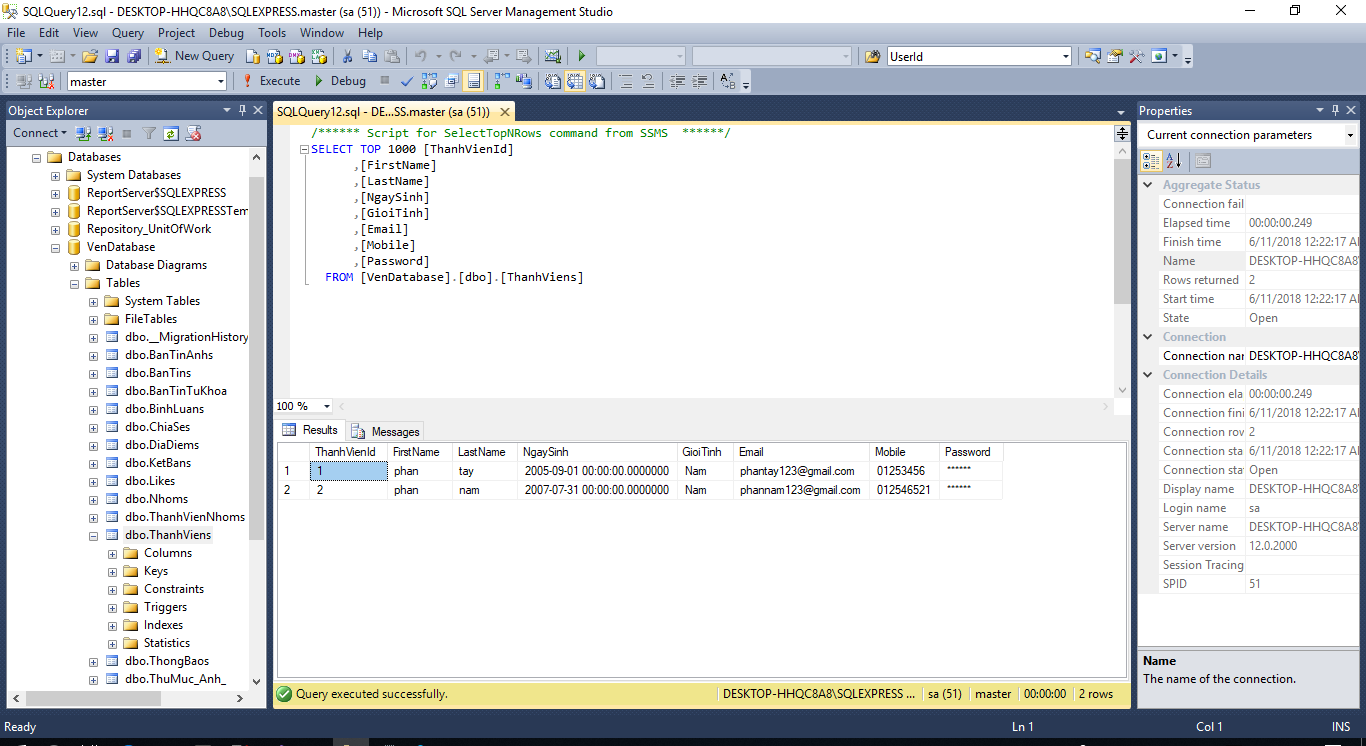 SQLQuery12.sql - DESKTOP-HHQC8A8\SQLEXPRESS.master (sa (51)) - Microsoft SQL Server Management Studio
File Edit View Query Project Debug Tools Window Help
New Query UserId
master Execute Debug
Object Explorer
Connect
Databases
System Databases
ReportServer$SQLEXPRESS
ReportServer$SQLEXPRESSTem
Repository_UnitOfWork
VenDatabase
Database Diagrams
Tables
System Tables
FileTables
dbo.__MigrationHistory
dbo.BanTinAnhs
dbo.BanTins
dbo.BanTinTuKhoa
dbo.BinhLuans
dbo.ChiaSes
dbo.DiaDiems
dbo.KetBans
dbo.Likes
dbo.Nhoms
dbo.ThanhVienNhoms
dbo.ThanhViens
Columns
Keys
Constraints
Triggers
Indexes
Statistics
dbo.ThongBaos
dbo.ThuMuc_Anh_
SQLQuery12.sql - DE...SS.master (sa (51))
/****** Script for SelectTopNRows command from SSMS ******/
SELECT TOP 1000 [ThanhVienId]
,[FirstName]
,[LastName]
,[NgaySinh]
,[GioiTinh]
,[Email]
,[Mobile]
,[Password]
FROM [VenDatabase].[dbo].[ThanhViens]
100 %
Results Messages
ThanhVienId FirstName LastName NgaySinh GioiTinh Email Mobile Password
1 1 phan tay 2005-09-01 00:00:00.0000000 Nam phantay123@gmail.com 01253456 ******
2 2 phan nam 2007-07-31 00:00:00.0000000 Nam phannam123@gmail.com 012546521 ******
Query executed successfully. DESKTOP-HHQC8A8\SQLEXPRESS ... sa (51) master 00:00:00 2 rows
Properties
Current connection parameters
Aggregate Status
Connection fail
Elapsed time 00:00:00.249
Finish time 6/11/2018 12:22:17 A
Name DESKTOP-HHQC8A8\
Rows returned 2
Start time 6/11/2018 12:22:17 A
State Open
Connection
Connection nar DESKTOP-HHQC8A8\
Connection Details
Connection ela 00:00:00.249
Connection fini 6/11/2018 12:22:17 A
Connection rov 2
Connection sta 6/11/2018 12:22:17 A
Connection sta Open
Display name DESKTOP-HHQC8A8\
Login name sa
Server name DESKTOP-HHQC8A8\
Server version 12.0.2000
Session Tracing
SPID 51
Name
The name of the connection.
Ready Ln 1 Col 1 INS